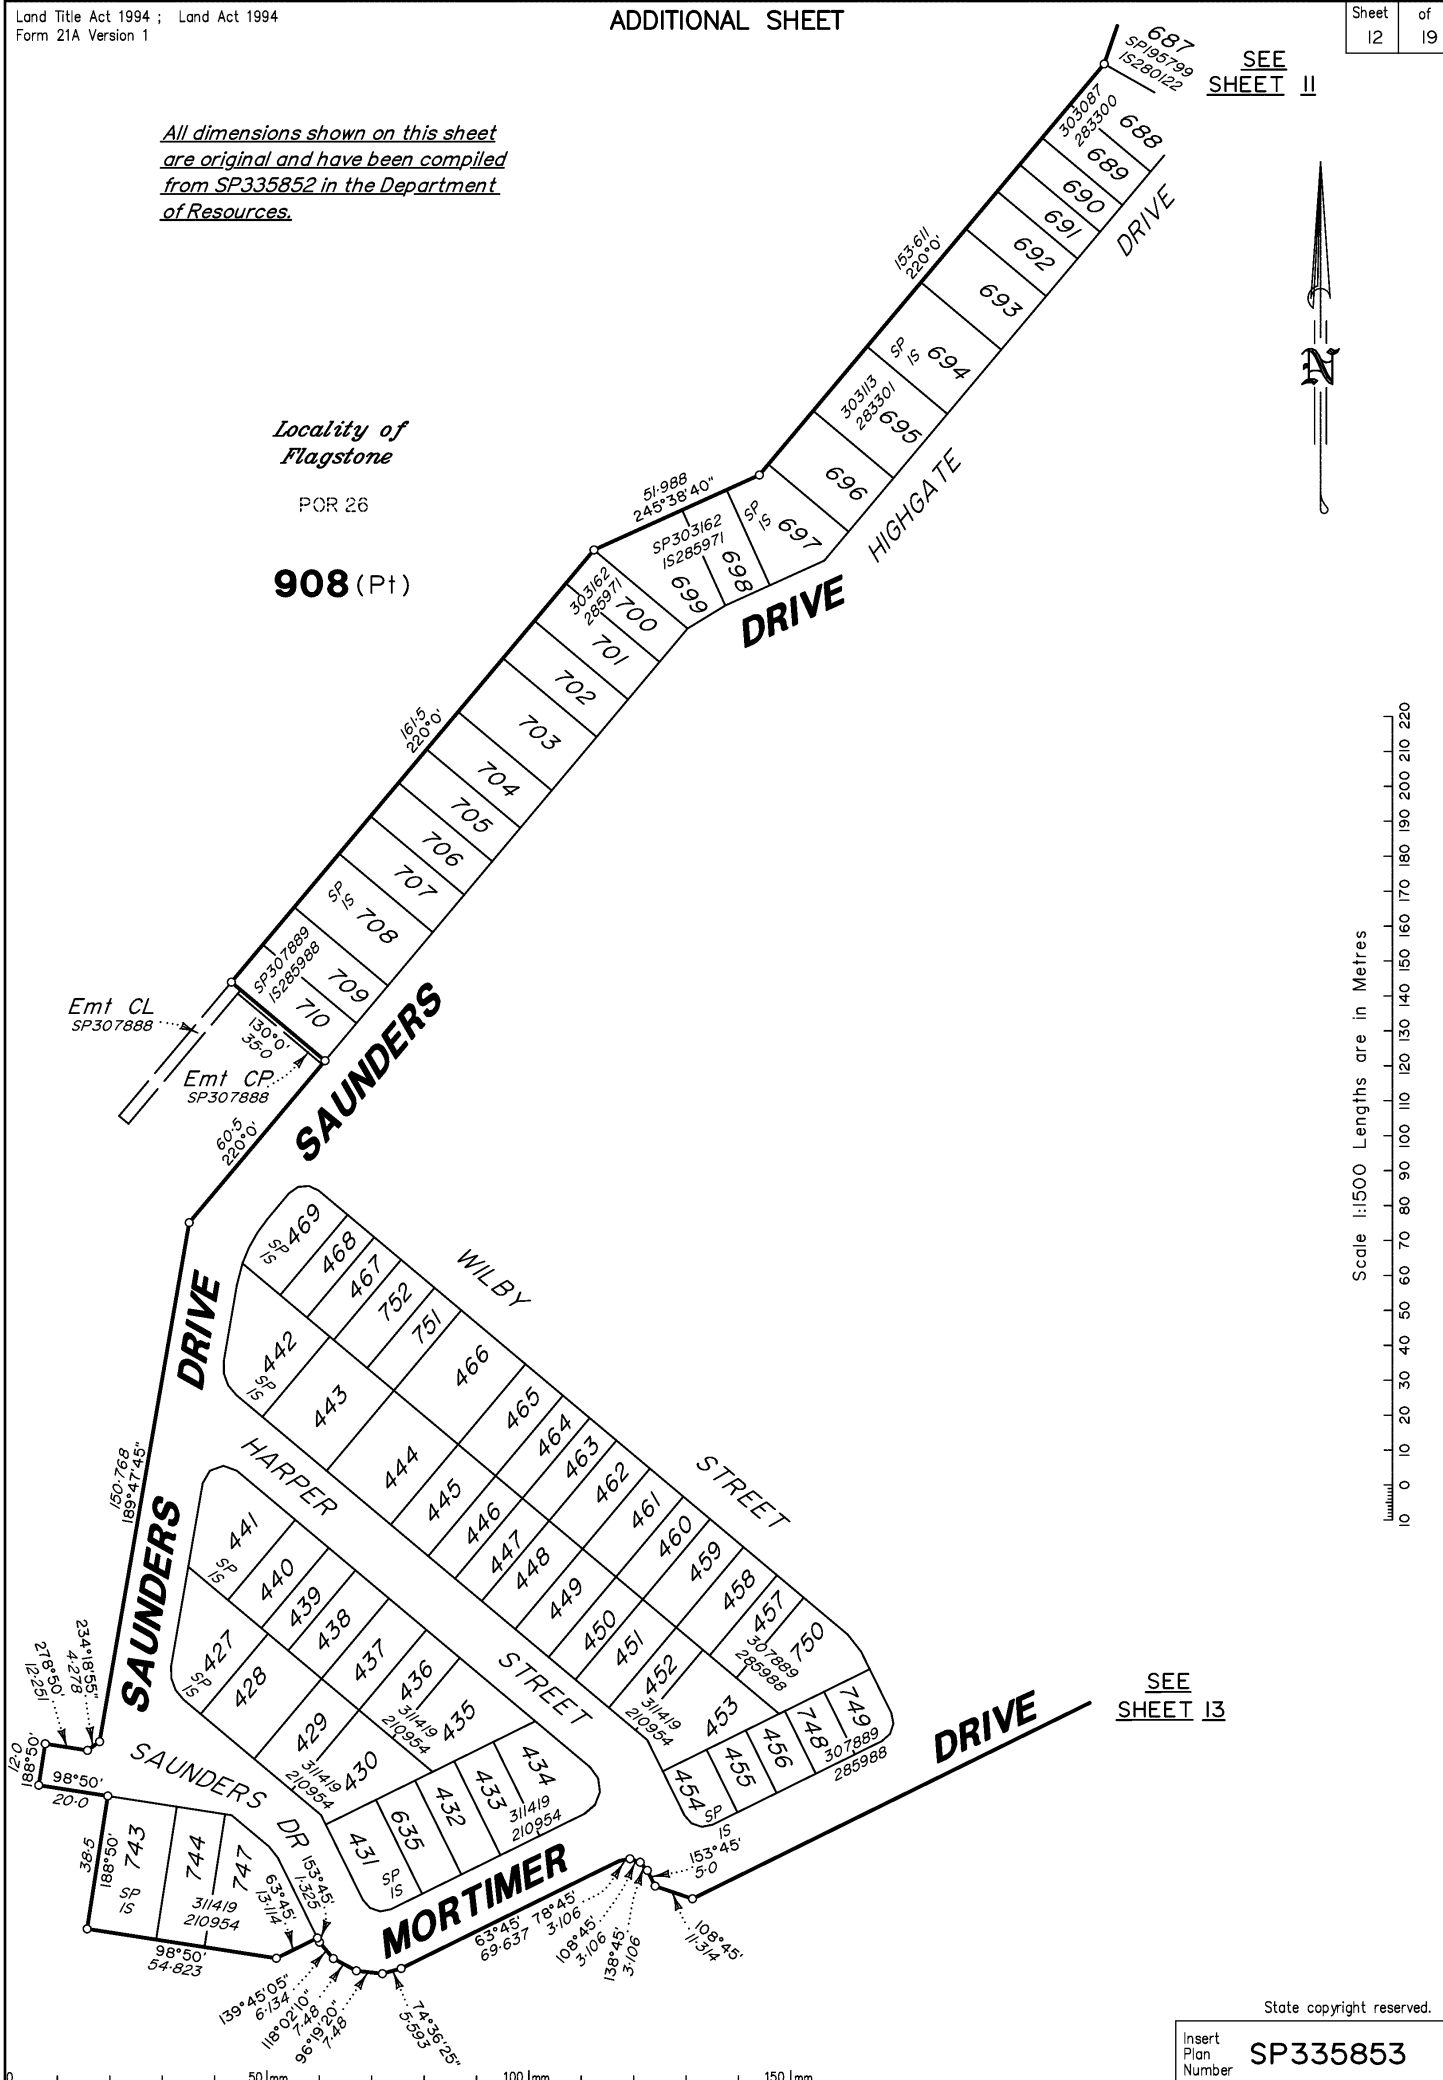 Land Title Act 1994 ; Land Act 1994
Form 21A Version 1
ADDITIONAL SHEET
Sheet of
12 19
All dimensions shown on this sheet
are original and have been compiled
from SP335852 in the Department
of Resources.
687
SP195799
IS280122
SEE
SHEET 11
303087
283300
688
689
690
691
692
693
DRIVE
153·611
220°0'
SP
IS
694
303113
283301
695
696
HIGHGATE
N
Locality of
Flagstone
POR 26
908 (Pt)
51·988
245°38'40"
SP
IS
697
SP303162
IS285971
698
699
DRIVE
303162
285971
700
701
702
703
704
705
706
707
161·5
220°0'
SP
IS
708
SP307889
IS285988
709
710
Emt CL
SP307888
130°0'
35·0
Emt CP
SP307888
60·5
220°0'
SAUNDERS
Scale 1:1500 Lengths are in Metres
10 0 10 20 30 40 50 60 70 80 90 100 110 120 130 140 150 160 170 180 190 200 210 220
469
SP
IS
468
467
752
751
466
465
464
463
462
461
460
459
458
457
307889
285988
750
WILBY
STREET
DRIVE
442
SP
IS
443
444
445
446
447
448
449
450
451
452
311419
210954
453
749
748
307889
285988
456
455
454
SP
IS
HARPER
STREET
150·768
189°47'45"
SAUNDERS
441
SP
IS
440
439
438
437
436
311419
210954
435
427
SP
IS
428
429
311419
210954
430
434
433
311419
210954
432
635
431
SP
IS
DRIVE
SEE
SHEET 13
234°18'55"
4·278
278°50'
12·251
12·0
188°50'
98°50'
20·0
SAUNDERS
DR
38·5
188°50'
743
SP
IS
744
747
311419
210954
98°50'
54·823
63°45'
13·114
153°45'
1·325
MORTIMER
63°45'
69·637
78°45'
3·106
108°45'
3·106
138°45'
3·106
153°45'
5·0
108°45'
11·314
139°45'05"
6·134
118°02'10"
7·48
96°19'20"
7·48
74°36'25"
5·593
State copyright reserved.
Insert
Plan
Number
SP335853
0 50 mm 100 mm 150 mm